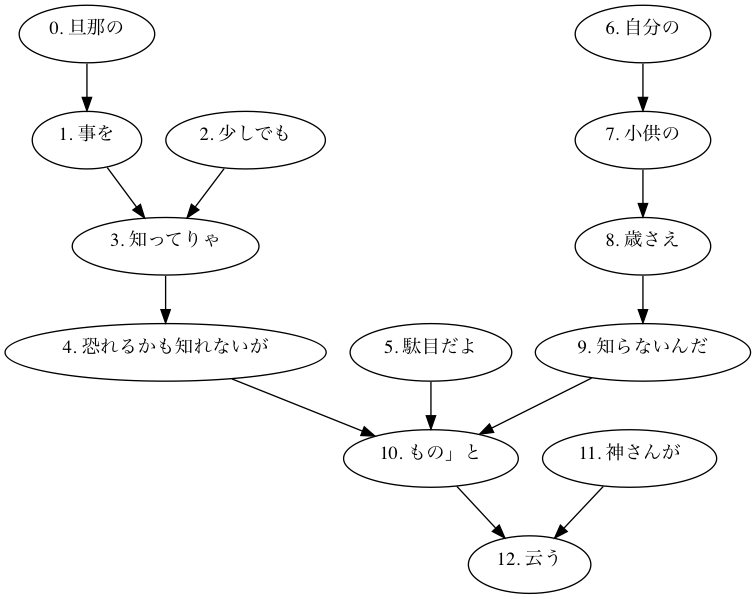 0. 旦那の
6. 自分の
1. 事を
2. 少しでも
7. 小供の
3. 知ってりゃ
8. 歳さえ
4. 恐れるかも知れないが
5. 駄目だよ
9. 知らないんだ
10. もの」と
11. 神さんが
12. 云う